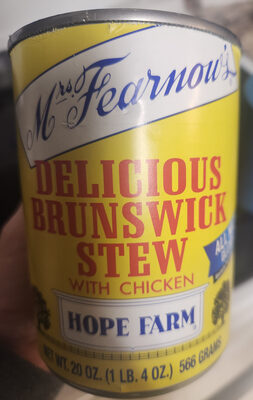 Mrs. Fearnow's
DELICIOUS
BRUNSWICK
STEW
WITH CHICKEN
HOPE FARM®
NET WT. 20 OZ. (1 LB. 4 OZ.) 566 GRAMS